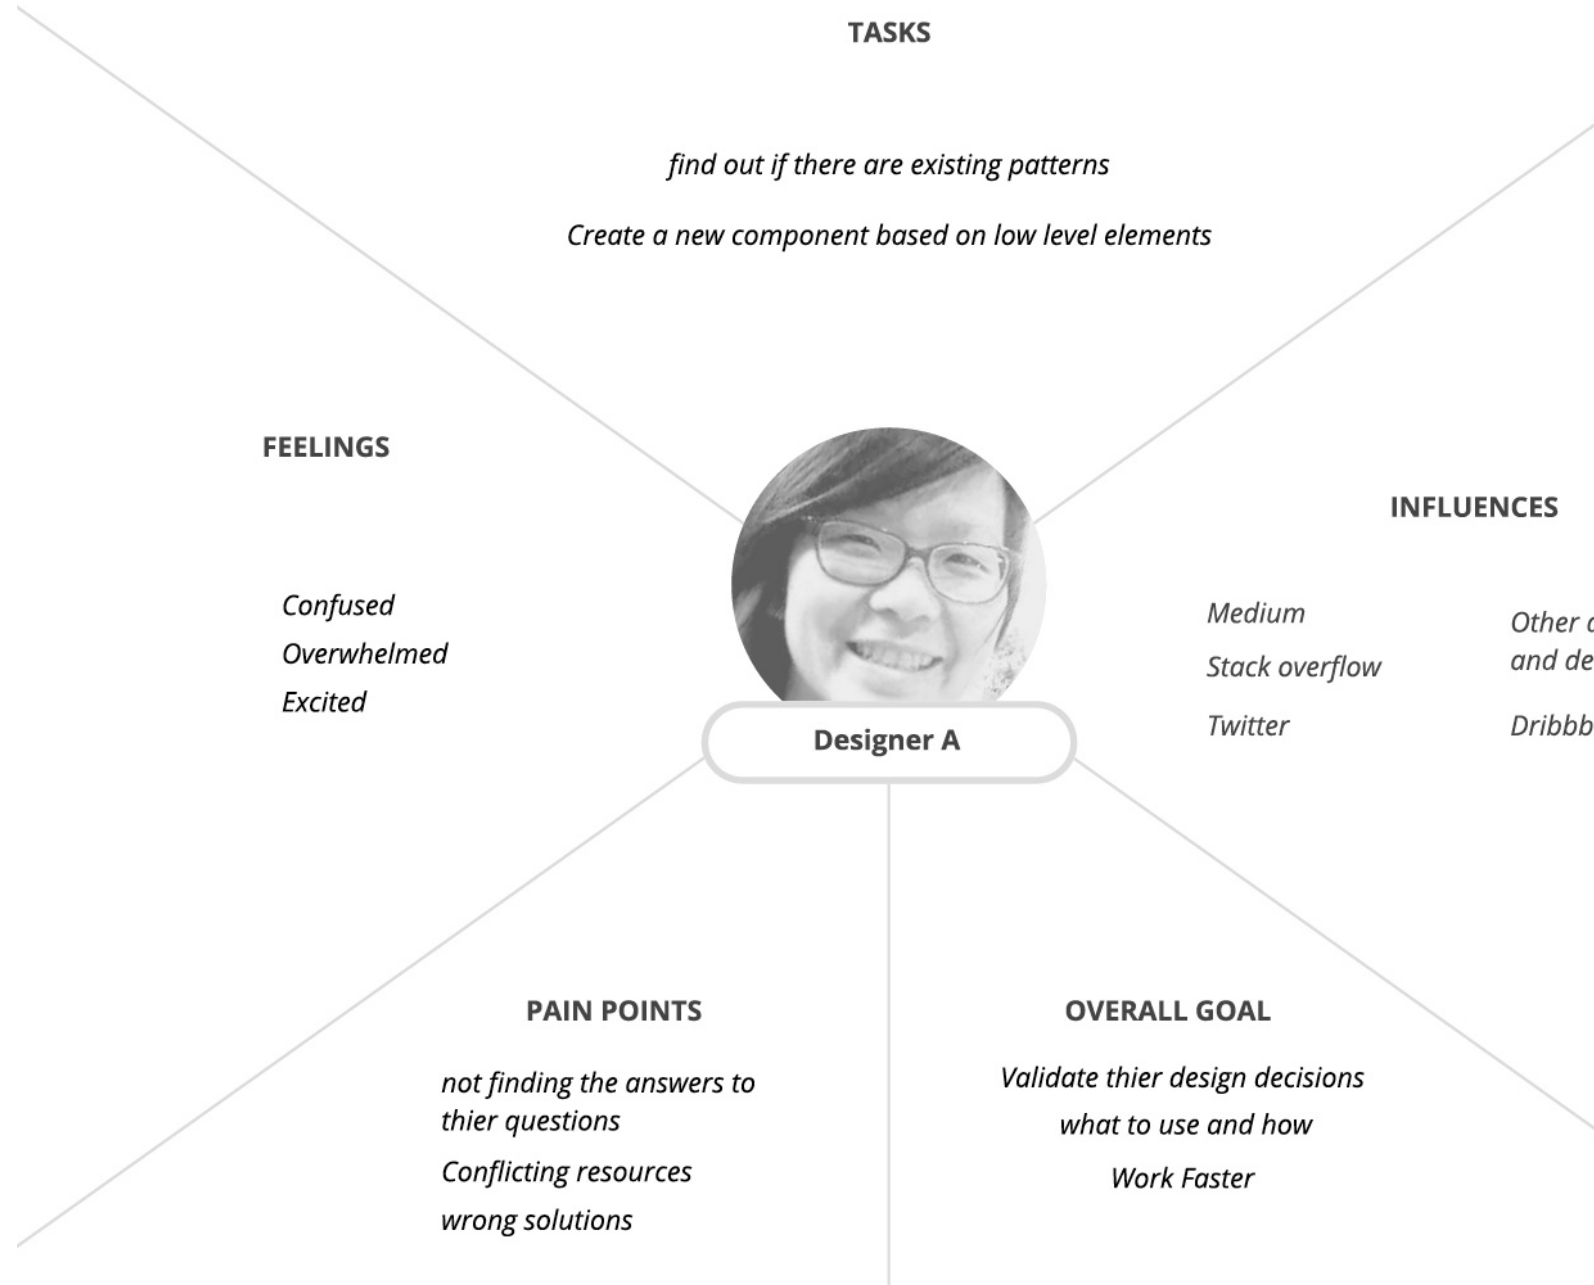 TASKS
find out if there are existing patterns
Create a new component based on low level elements
FEELINGS
Confused
Overwhelmed
Excited
Designer A
INFLUENCES
Medium
Stack overflow
Twitter
Other
and
PAIN POINTS
not finding the answers to
thier questions
Conflicting resources
wrong solutions
OVERALL GOAL
Validate thier design decisions
what to use and how
Work Faster